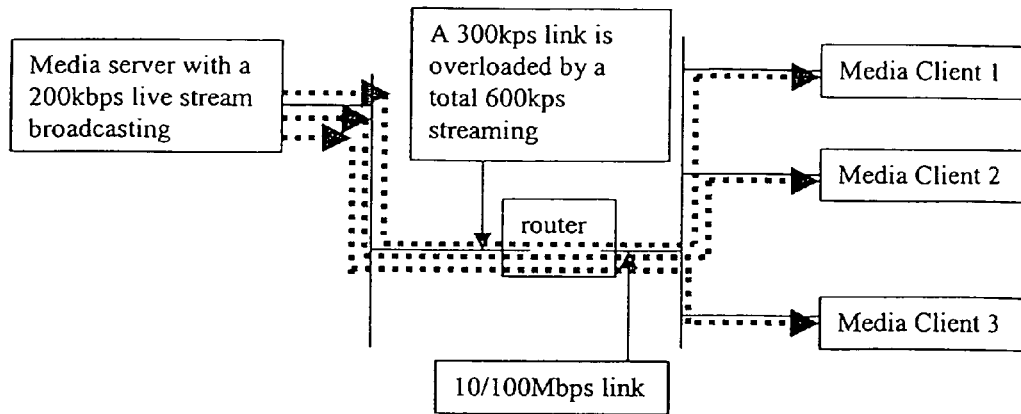 Media server with a
200kbps live stream
broadcasting
A 300kps link is
overloaded by a
total 600kps
streaming
Media Client 1
Media Client 2
router
Media Client 3
10/100Mbps link